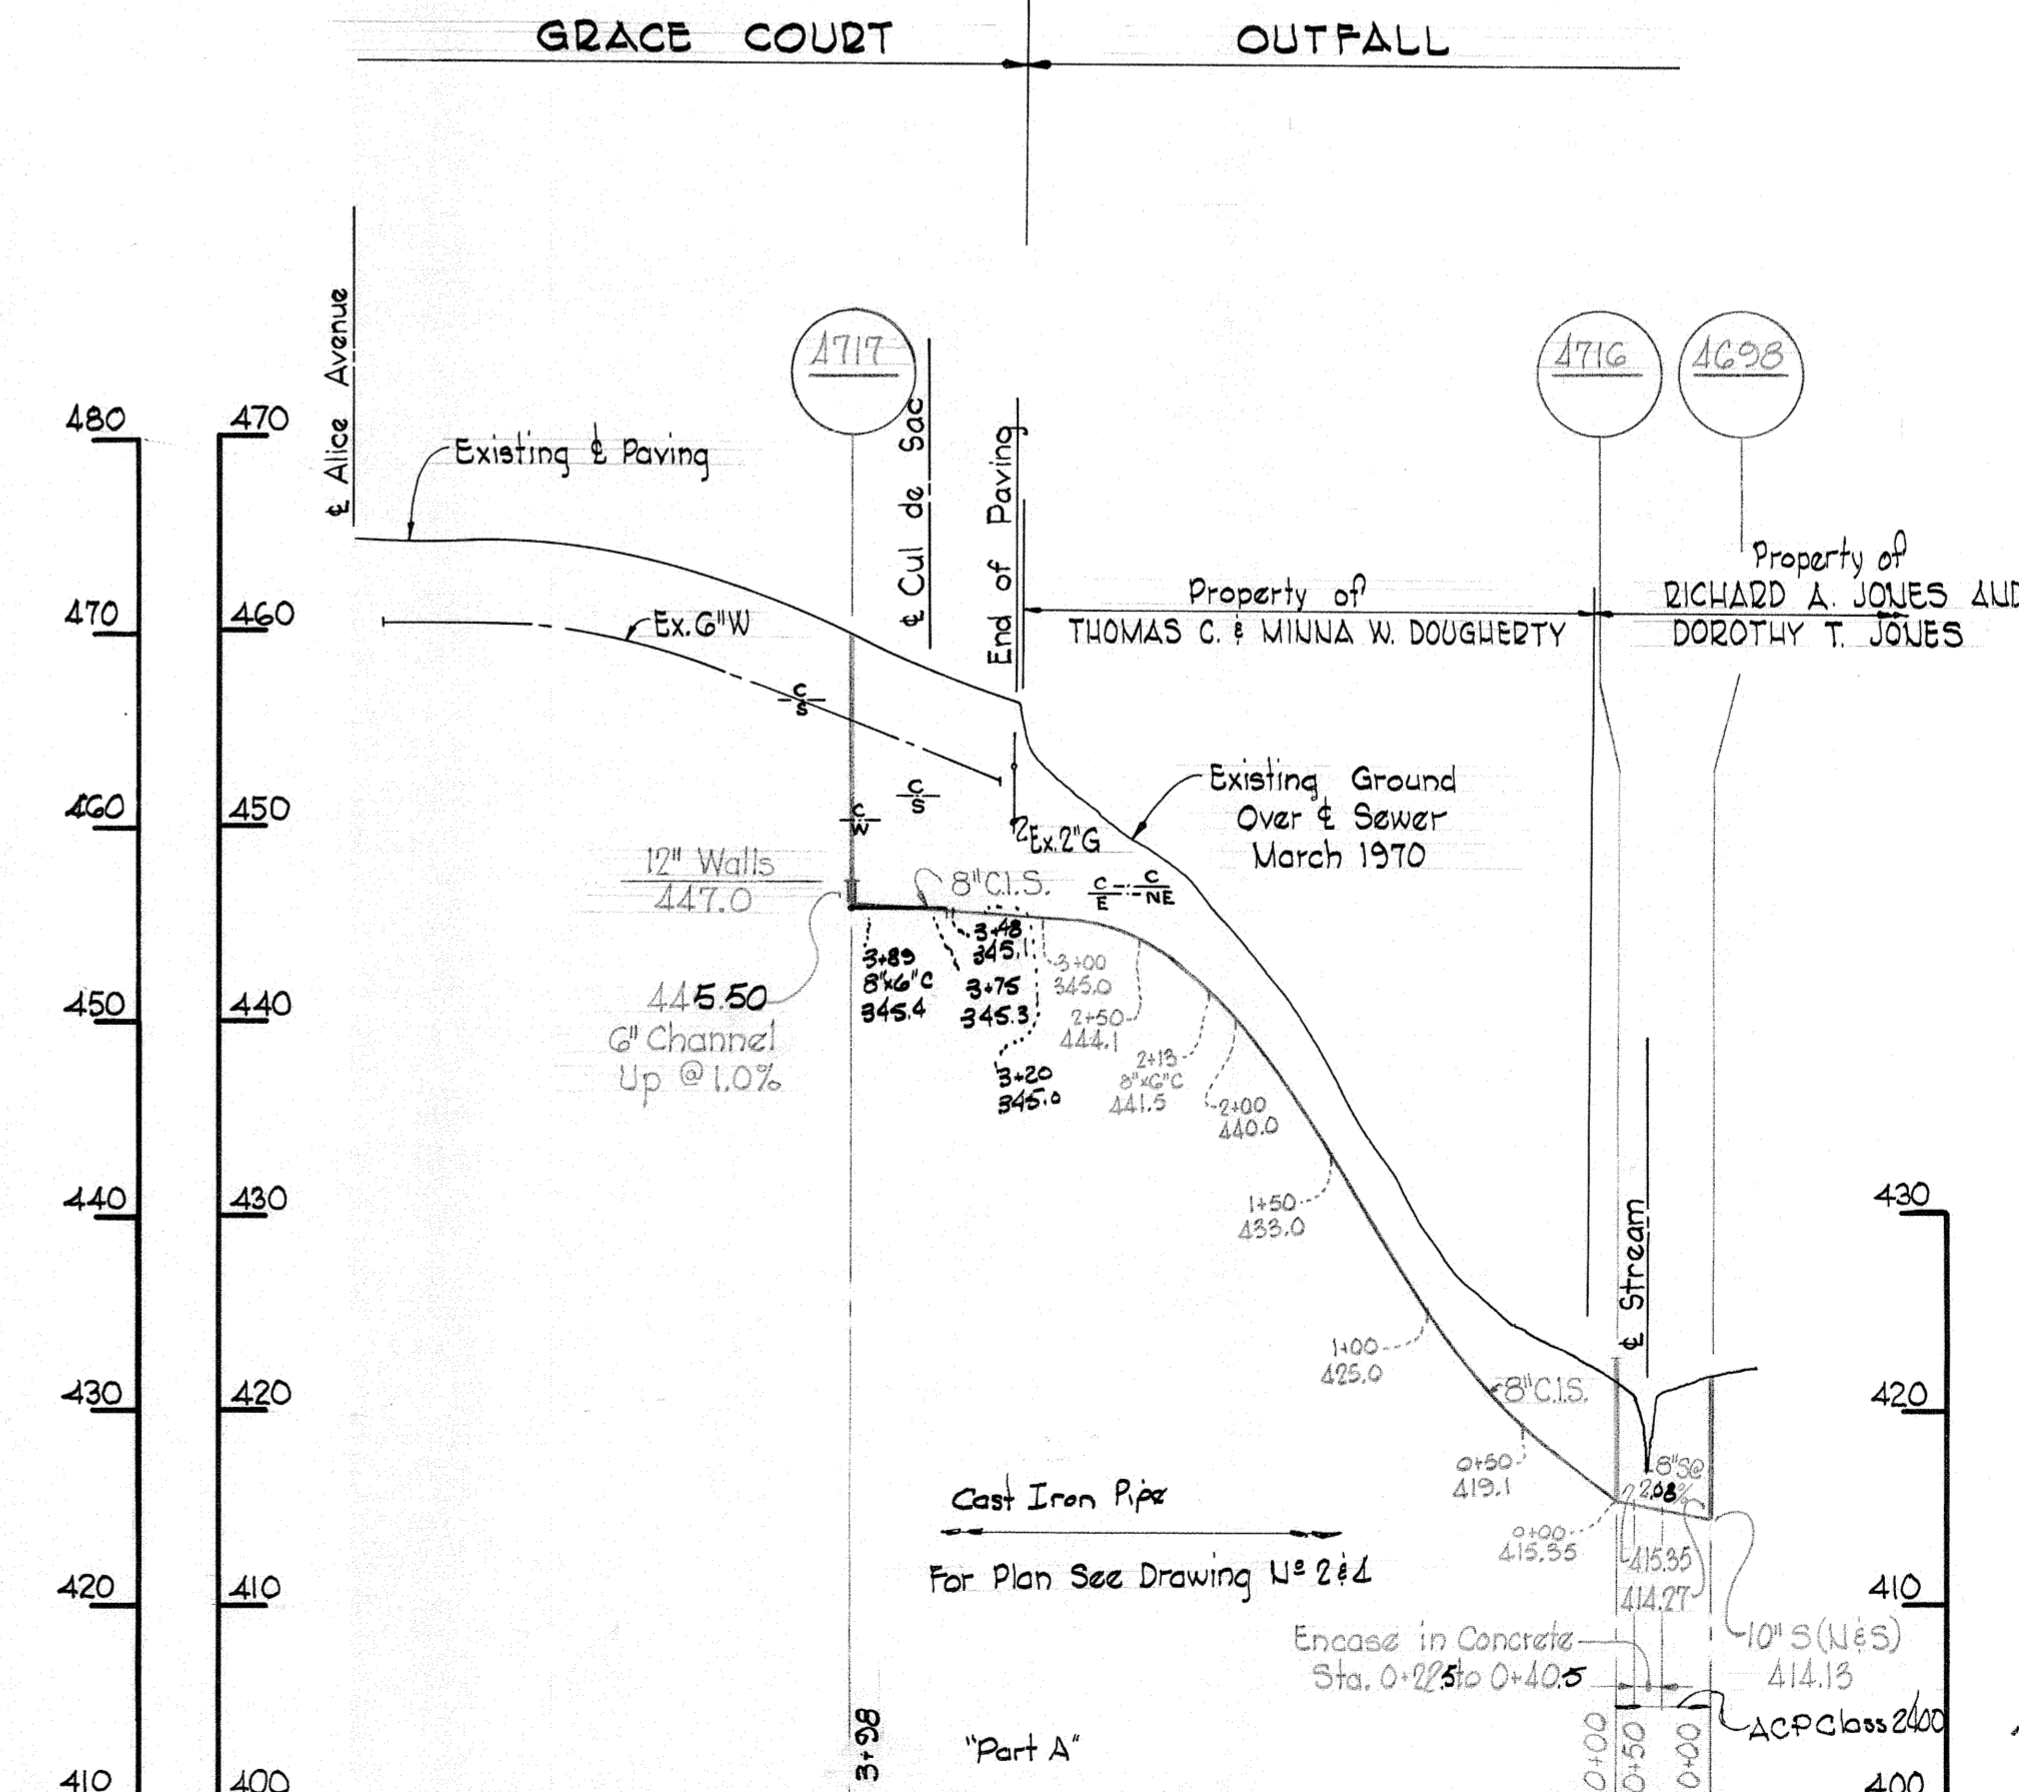 GRACE COURT
OUTFALL
℄ Alice Avenue
4717
℄ Cul de Sac
End of Paving
4716
4698
480
470
460
450
440
430
420
410
470
460
450
440
430
420
410
400
Existing ℄ Paving
Ex. 6" W
C/S
C/S
C/W
Ex. 2" G
C/E
C/NE
Property of
THOMAS C. & MINNA W. DOUGHERTY
Property of
RICHARD A. JONES AND
DOROTHY T. JONES
Existing Ground
Over ℄ Sewer
March 1970
12" Walls
447.0
8" C.I.S.
445.50
6" Channel
Up @ 1.0%
3+89
8"x6" C
345.4
3+48
345.1
3+75
345.3
3+20
345.0
3+00
345.0
2+50
444.1
2+13
8"x6" C
441.5
2+00
440.0
1+50
433.0
1+00
425.0
8" C.I.S.
0+50
419.1
0+00
415.35
℄ Stream
8" S @
2.08%
415.35
414.27
10" S (N & S)
414.13
430
420
410
400
Cast Iron Pipe
For Plan See Drawing Nº 2 & 4
Encase in Concrete
Sta. 0+22.5 to 0+40.5
ACP Class 2400
3+98
"Part A"
0+00
0+50
0+00